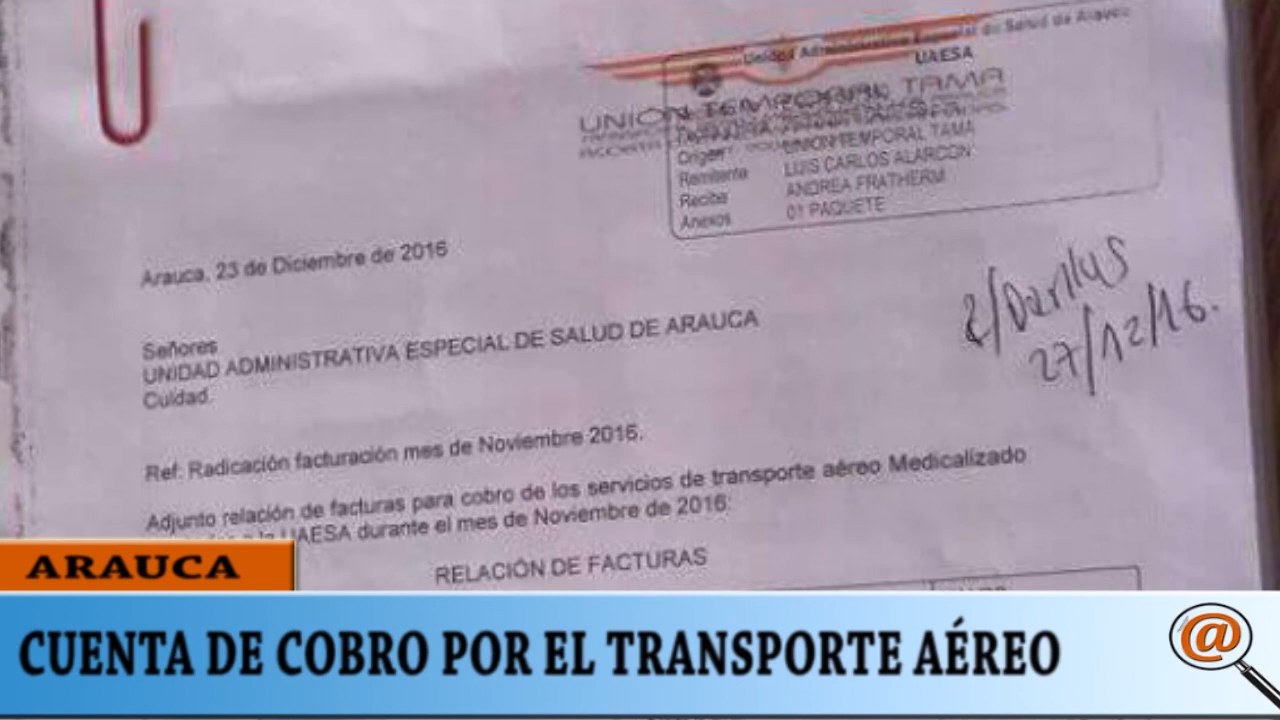 Unidad Administrativa Especial de Salud de Arauca
UAESA
UNION TEMPORAL TAMA
Origen UNION TEMPORAL TAMA
Remitente LUIS CARLOS ALARCON
Recibe ANDREA FRATHERM
Anexos 01 PAQUETE
Arauca, 23 de Diciembre de 2016
27/12/16.
Señores
UNIDAD ADMINISTRATIVA ESPECIAL DE SALUD DE ARAUCA
Cuidad.
Ref: Radicación facturación mes de Noviembre 2016.
Adjunto relación de facturas para cobro de los servicios de transporte aéreo Medicalizado
a la UAESA durante el mes de Noviembre de 2016:
RELACIÓN DE FACTURAS
ARAUCA
CUENTA DE COBRO POR EL TRANSPORTE AÉREO
@